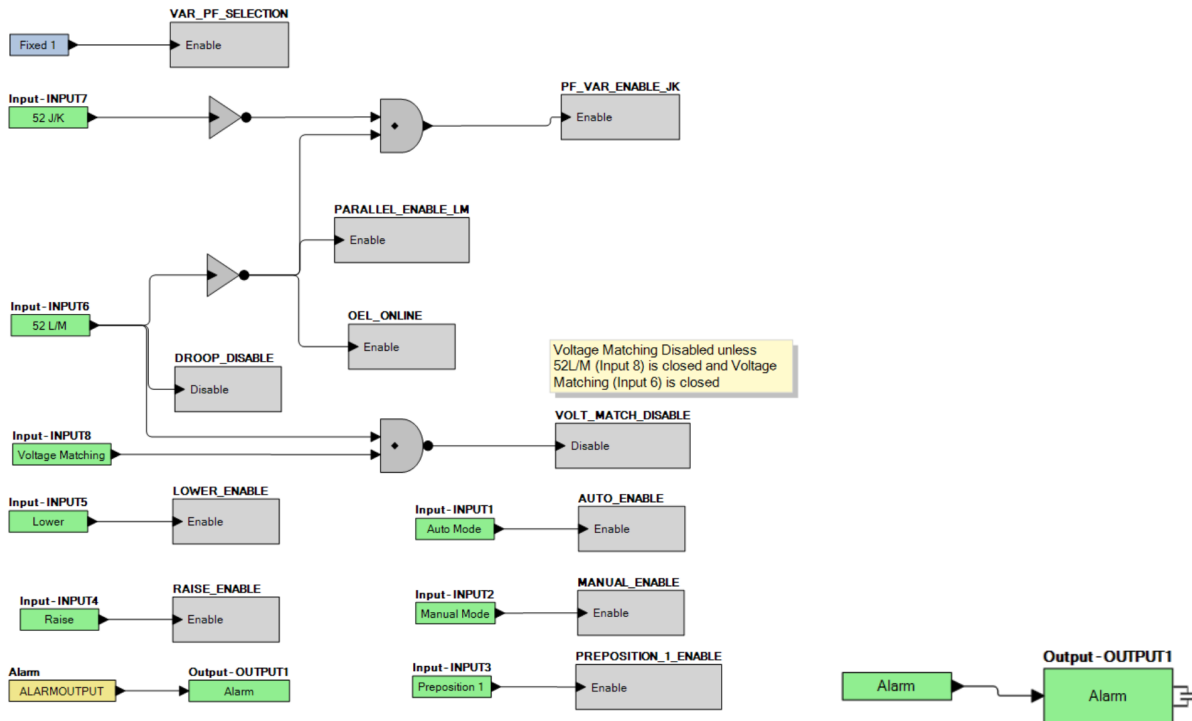 VAR_PF_SELECTION
Fixed 1
Enable
Input-INPUT7
52 J/K
PF_VAR_ENABLE_JK
Enable
PARALLEL_ENABLE_LM
Enable
Input-INPUT6
52 L/M
OEL_ONLINE
Enable
DROOP_DISABLE
Disable
Voltage Matching Disabled unless
52L/M (Input 8) is closed and Voltage
Matching (Input 6) is closed
Input-INPUT8
Voltage Matching
VOLT_MATCH_DISABLE
Disable
Input-INPUT5
Lower
LOWER_ENABLE
Enable
Input-INPUT1
Auto Mode
AUTO_ENABLE
Enable
Input-INPUT4
Raise
RAISE_ENABLE
Enable
Input-INPUT2
Manual Mode
MANUAL_ENABLE
Enable
Alarm
ALARMOUTPUT
Output-OUTPUT1
Alarm
Input-INPUT3
Preposition 1
PREPOSITION_1_ENABLE
Enable
Alarm
Output-OUTPUT1
Alarm